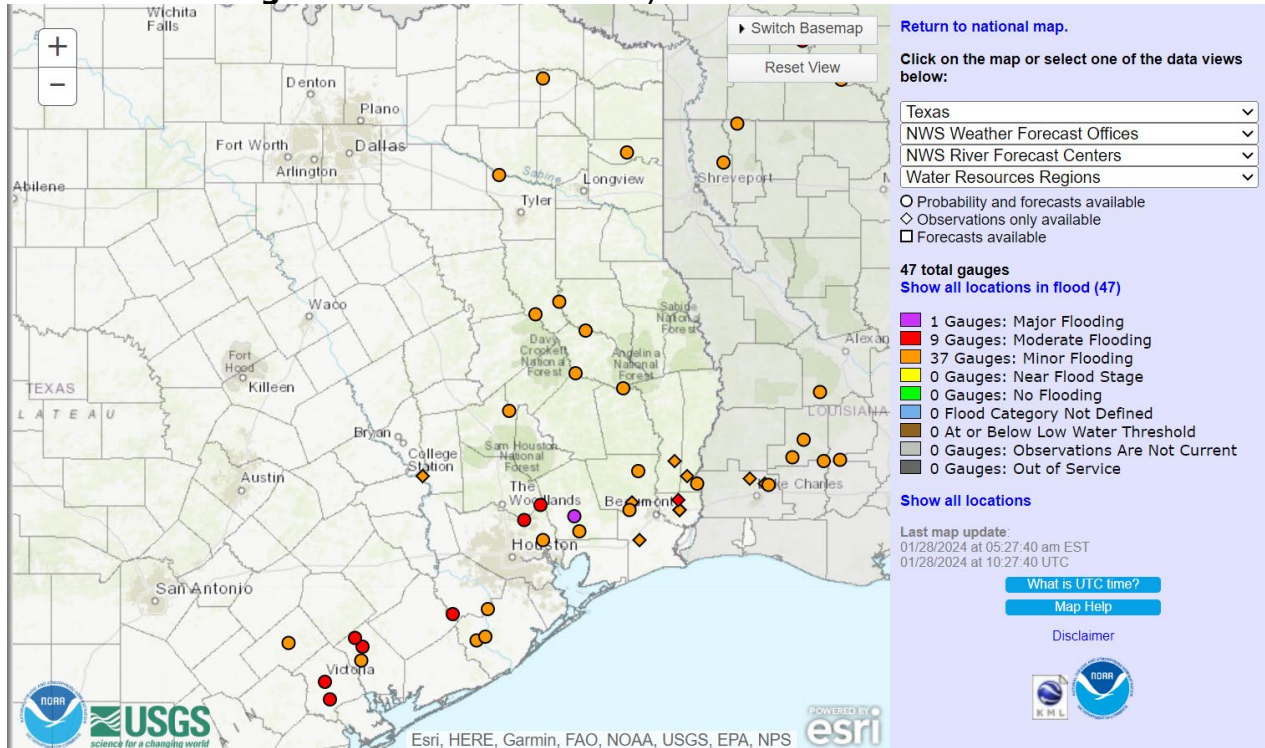 Wichita
Falls
+
−
Denton
Plano
Fort Worth
Dallas
Arlington
Abilene
Sabine
Longview
Tyler
Shreveport
Waco
Sabine
National
Forest
Davy
Crockett
National
Forest
Angelina
National
Forest
Alexan
Fort
Hood
Killeen
TEXAS
LATEAU
LOUISIANA
Bryan
College
Station
Sam Houston
National
Forest
Austin
The
Woodlands
Beaumont
Lake Charles
Houston
San Antonio
Victoria
NOAA
USGS
science for a changing world
Esri, HERE, Garmin, FAO, NOAA, USGS, EPA, NPS
POWERED BY
esri
Switch Basemap
Reset View
Return to national map.
Click on the map or select one of the data views
below:
Texas
NWS Weather Forecast Offices
NWS River Forecast Centers
Water Resources Regions
Probability and forecasts available
Observations only available
Forecasts available
47 total gauges
Show all locations in flood (47)
1 Gauges: Major Flooding
9 Gauges: Moderate Flooding
37 Gauges: Minor Flooding
0 Gauges: Near Flood Stage
0 Gauges: No Flooding
0 Flood Category Not Defined
0 At or Below Low Water Threshold
0 Gauges: Observations Are Not Current
0 Gauges: Out of Service
Show all locations
Last map update:
01/28/2024 at 05:27:40 am EST
01/28/2024 at 10:27:40 UTC
What is UTC time?
Map Help
Disclaimer
KML
NOAA